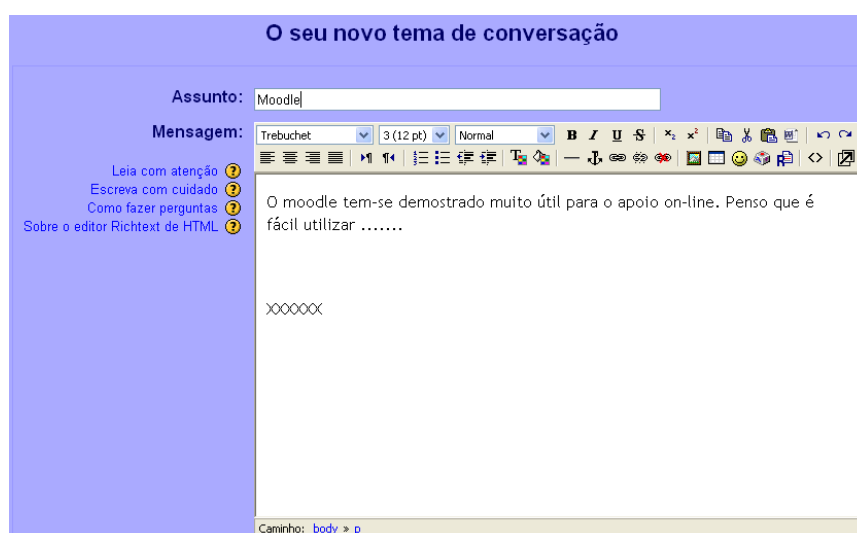 O seu novo tema de conversação
Assunto: Moodle
Mensagem:
Trebuchet 3 (12 pt) Normal B I U S x₂ x²
Leia com atenção ?
Escreva com cuidado ?
Como fazer perguntas ?
Sobre o editor Richtext de HTML ?
O moodle tem-se demostrado muito útil para o apoio on-line. Penso que é
fácil utilizar .......
XXXXXX
Caminho: body » p